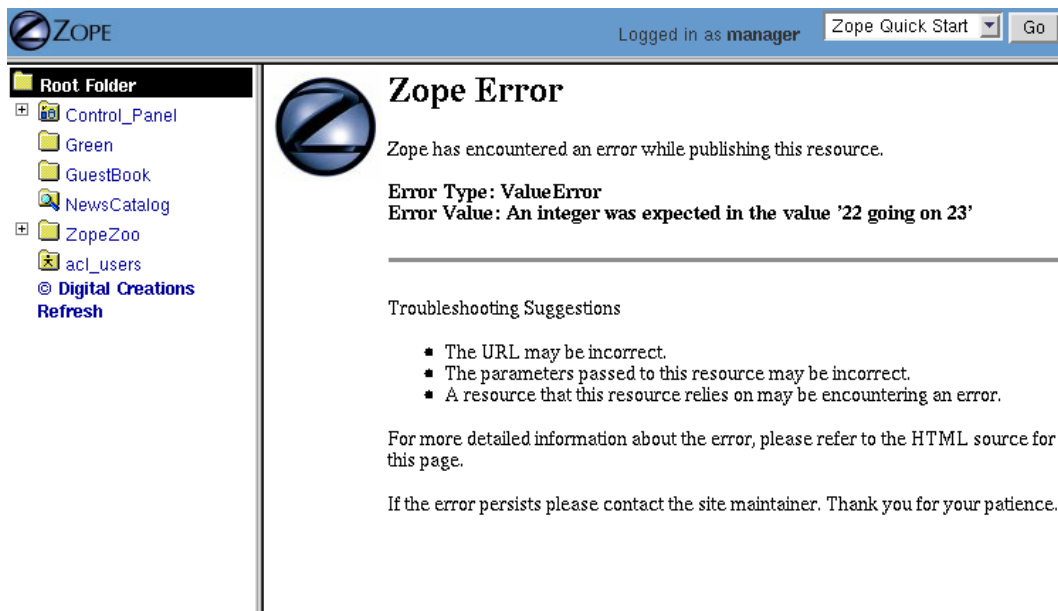 ZOPE
Logged in as manager
Zope Quick Start
Go
Root Folder
Control_Panel
Green
GuestBook
NewsCatalog
ZopeZoo
acl_users
© Digital Creations
Refresh
Zope Error
Zope has encountered an error while publishing this resource.
Error Type: ValueError
Error Value: An integer was expected in the value '22 going on 23'
Troubleshooting Suggestions
The URL may be incorrect.
The parameters passed to this resource may be incorrect.
A resource that this resource relies on may be encountering an error.
For more detailed information about the error, please refer to the HTML source for
this page.
If the error persists please contact the site maintainer. Thank you for your patience.